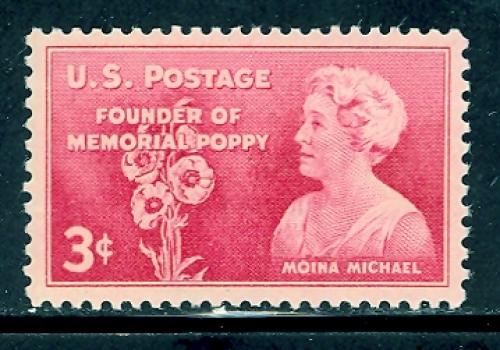 U.S. POSTAGE
FOUNDER OF
MEMORIAL POPPY
3¢
MOINA MICHAEL